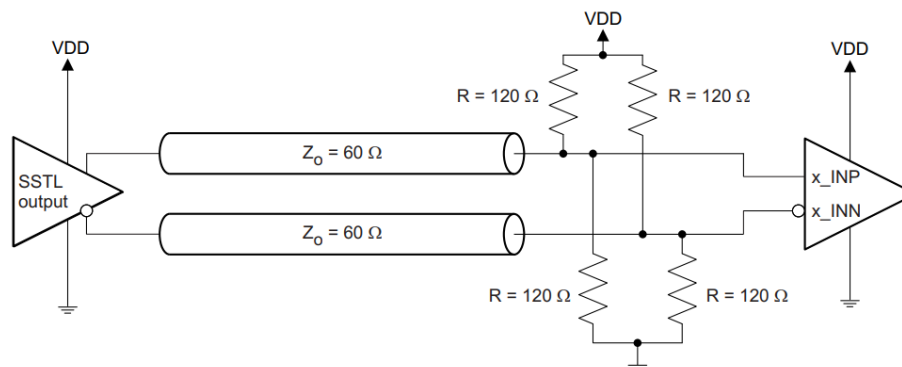 VDD
VDD
VDD
R = 120 Ω
R = 120 Ω
Zo = 60 Ω
SSTL
output
x_INP
x_INN
Zo = 60 Ω
R = 120 Ω
R = 120 Ω